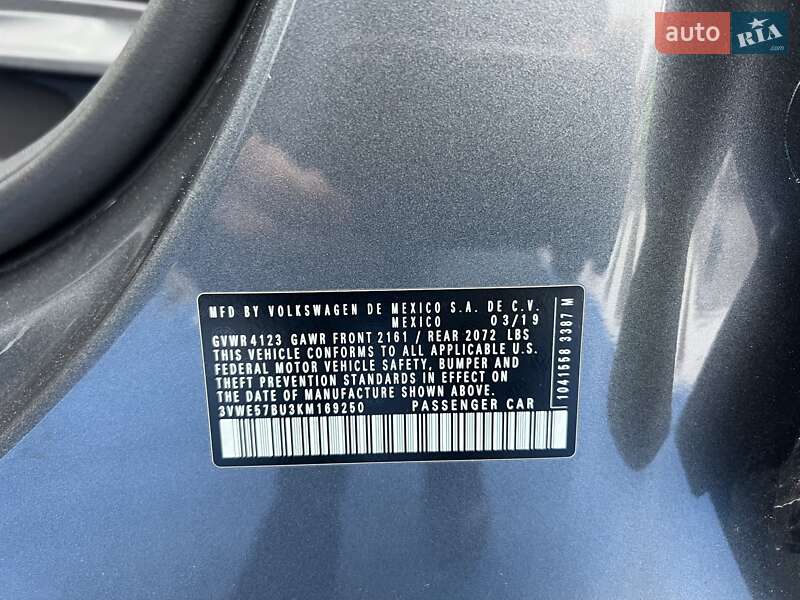 auto RIA
MFD BY VOLKSWAGEN DE MEXICO S.A. DE C.V.
MEXICO 03/19
GVWR 4123 GAWR FRONT 2161 / REAR 2072 LBS
THIS VEHICLE CONFORMS TO ALL APPLICABLE U.S.
FEDERAL MOTOR VEHICLE SAFETY, BUMPER AND
THEFT PREVENTION STANDARDS IN EFFECT ON
THE DATE OF MANUFACTURE SHOWN ABOVE.
3VWE57BU3KM169250 PASSENGER CAR
1041558 3387 M